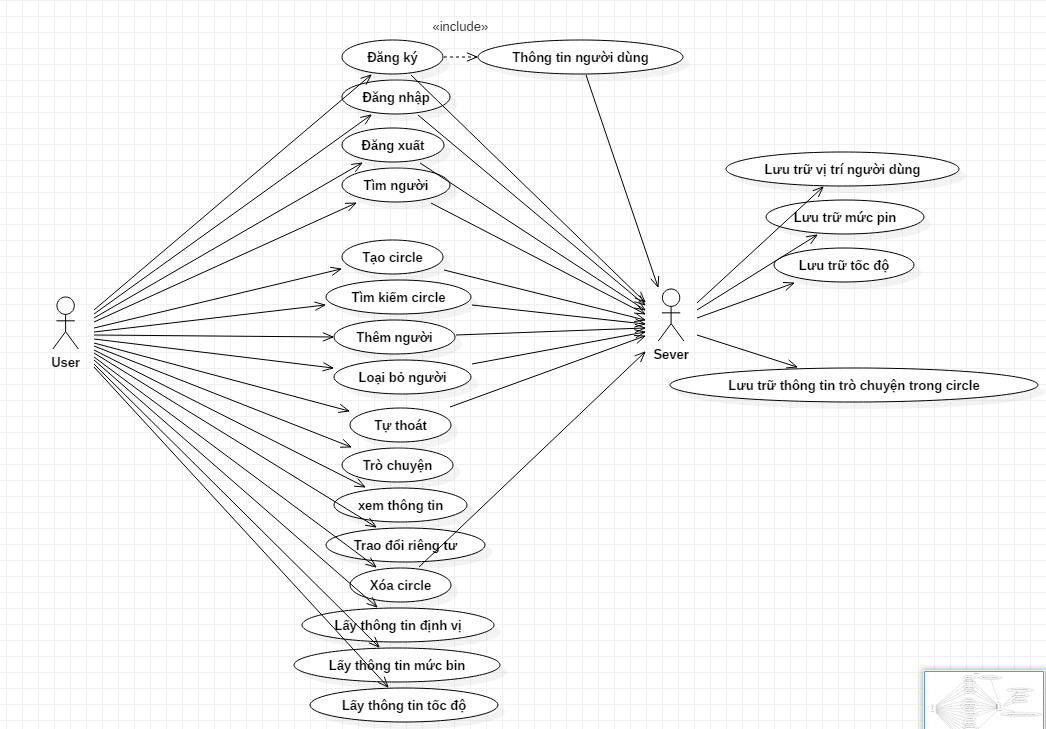 «include»
Đăng ký
Thông tin người dùng
Đăng nhập
Đăng xuất
Tìm người
Lưu trữ vị trí người dùng
Lưu trữ mức pin
Lưu trữ tốc độ
Tạo circle
Tìm kiếm circle
Thêm người
Loại bỏ người
User
Sever
Lưu trữ thông tin trò chuyện trong circle
Tự thoát
Trò chuyện
xem thông tin
Trao đổi riêng tư
Xóa circle
Lấy thông tin định vị
Lấy thông tin mức bin
Lấy thông tin tốc độ